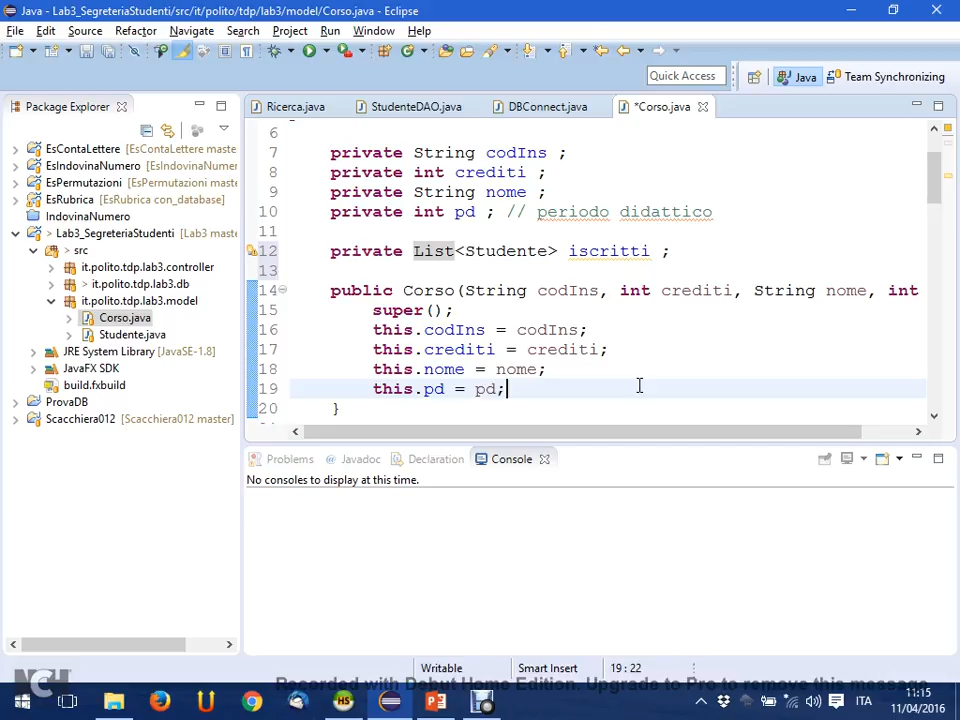 Java - Lab3_SegreteriaStudenti/src/it/polito/tdp/lab3/model/Corso.java - Eclipse
File Edit Source Refactor Navigate Search Project Run Window Help
Quick Access Java Team Synchronizing
Package Explorer
Ricerca.java StudenteDAO.java DBConnect.java *Corso.java
EsContaLettere [EsContaLettere maste
EsIndovinaNumero [EsIndovinaNumer
EsPermutazioni [EsPermutazioni maste
EsRubrica [EsRubrica con_database]
IndovinaNumero
> Lab3_SegreteriaStudenti [Lab3 master]
> src
it.polito.tdp.lab3.controller
> it.polito.tdp.lab3.db
it.polito.tdp.lab3.model
Corso.java
Studente.java
JRE System Library [JavaSE-1.8]
JavaFX SDK
build.fxbuild
ProvaDB
Scacchiera012 [Scacchiera012 master]
6
7 private String codIns ;
8 private int crediti ;
9 private String nome ;
10 private int pd ; // periodo didattico
11
12 private List<Studente> iscritti ;
13
14 public Corso(String codIns, int crediti, String nome, int
15 super();
16 this.codIns = codIns;
17 this.crediti = crediti;
18 this.nome = nome;
19 this.pd = pd;
20 }
Problems @ Javadoc Declaration Console
No consoles to display at this time.
Writable Smart Insert 19 : 22
NCH
Recorded with Debut Home Edition. Upgrade to Pro to remove this message
ITA
11:15
11/04/2016